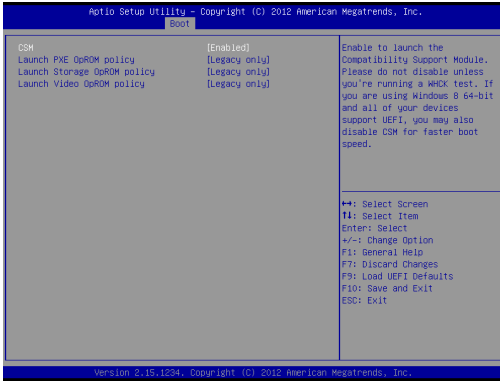 Aptio Setup Utility – Copyright (C) 2012 American Megatrends, Inc.
Boot
CSM [Enabled]
Launch PXE OpROM policy [Legacy only]
Launch Storage OpROM policy [Legacy only]
Launch Video OpROM policy [Legacy only]
Enable to launch the
Compatibility Support Module.
Please do not disable unless
you're running a WHCK test. If
you are using Windows 8 64-bit
and all of your devices
support UEFI, you may also
disable CSM for faster boot
speed.
↔: Select Screen
↑↓: Select Item
Enter: Select
+/-: Change Option
F1: General Help
F7: Discard Changes
F9: Load UEFI Defaults
F10: Save and Exit
ESC: Exit
Version 2.15.1234. Copyright (C) 2012 American Megatrends, Inc.